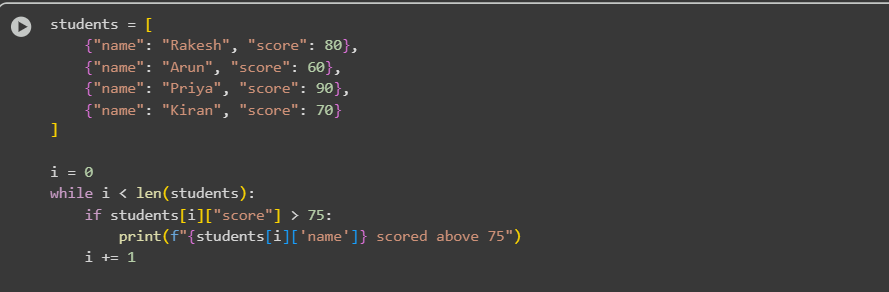 students = [
    {"name": "Rakesh", "score": 80},
    {"name": "Arun", "score": 60},
    {"name": "Priya", "score": 90},
    {"name": "Kiran", "score": 70}
]

i = 0
while i < len(students):
    if students[i]["score"] > 75:
        print(f"{students[i]['name']} scored above 75")
    i += 1